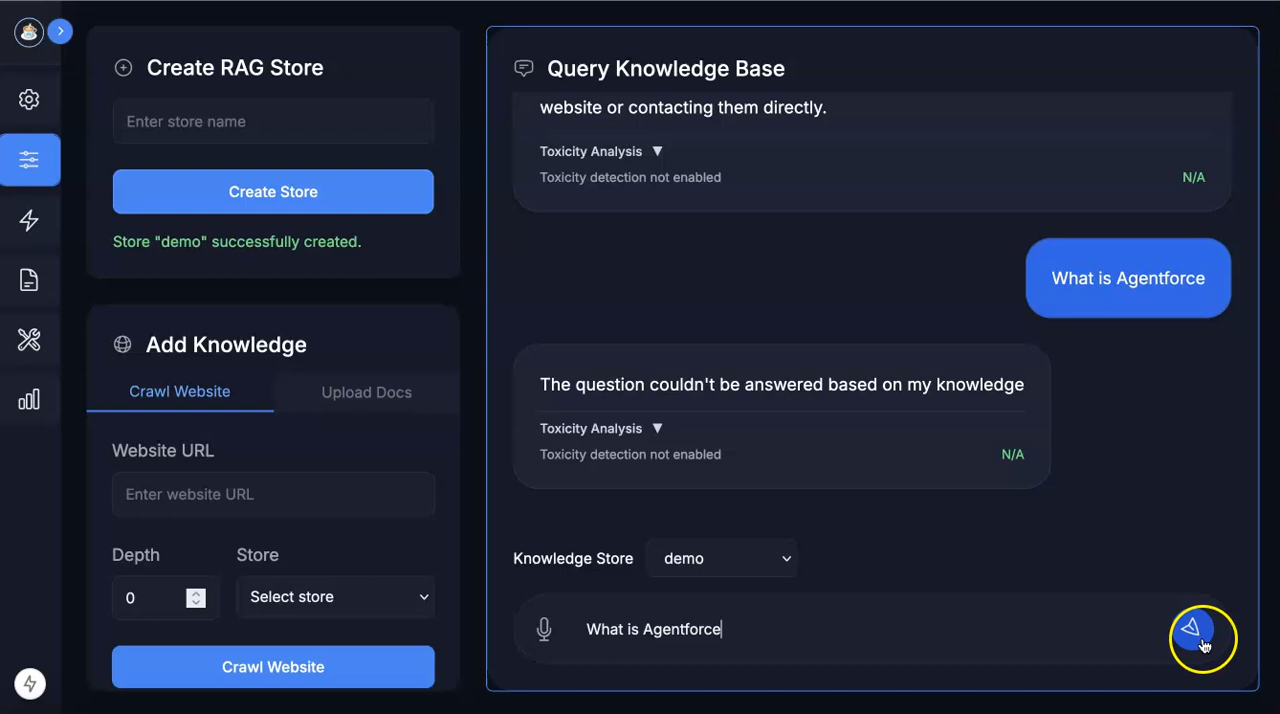 Create RAG Store
Enter store name
Create Store
Store "demo" successfully created.
Add Knowledge
Crawl Website
Upload Docs
Website URL
Enter website URL
Depth
Store
0
Select store
Crawl Website
Query Knowledge Base
website or contacting them directly.
Toxicity Analysis ▼
Toxicity detection not enabled
N/A
What is Agentforce
The question couldn't be answered based on my knowledge
Toxicity Analysis ▼
Toxicity detection not enabled
N/A
Knowledge Store
demo
What is Agentforce